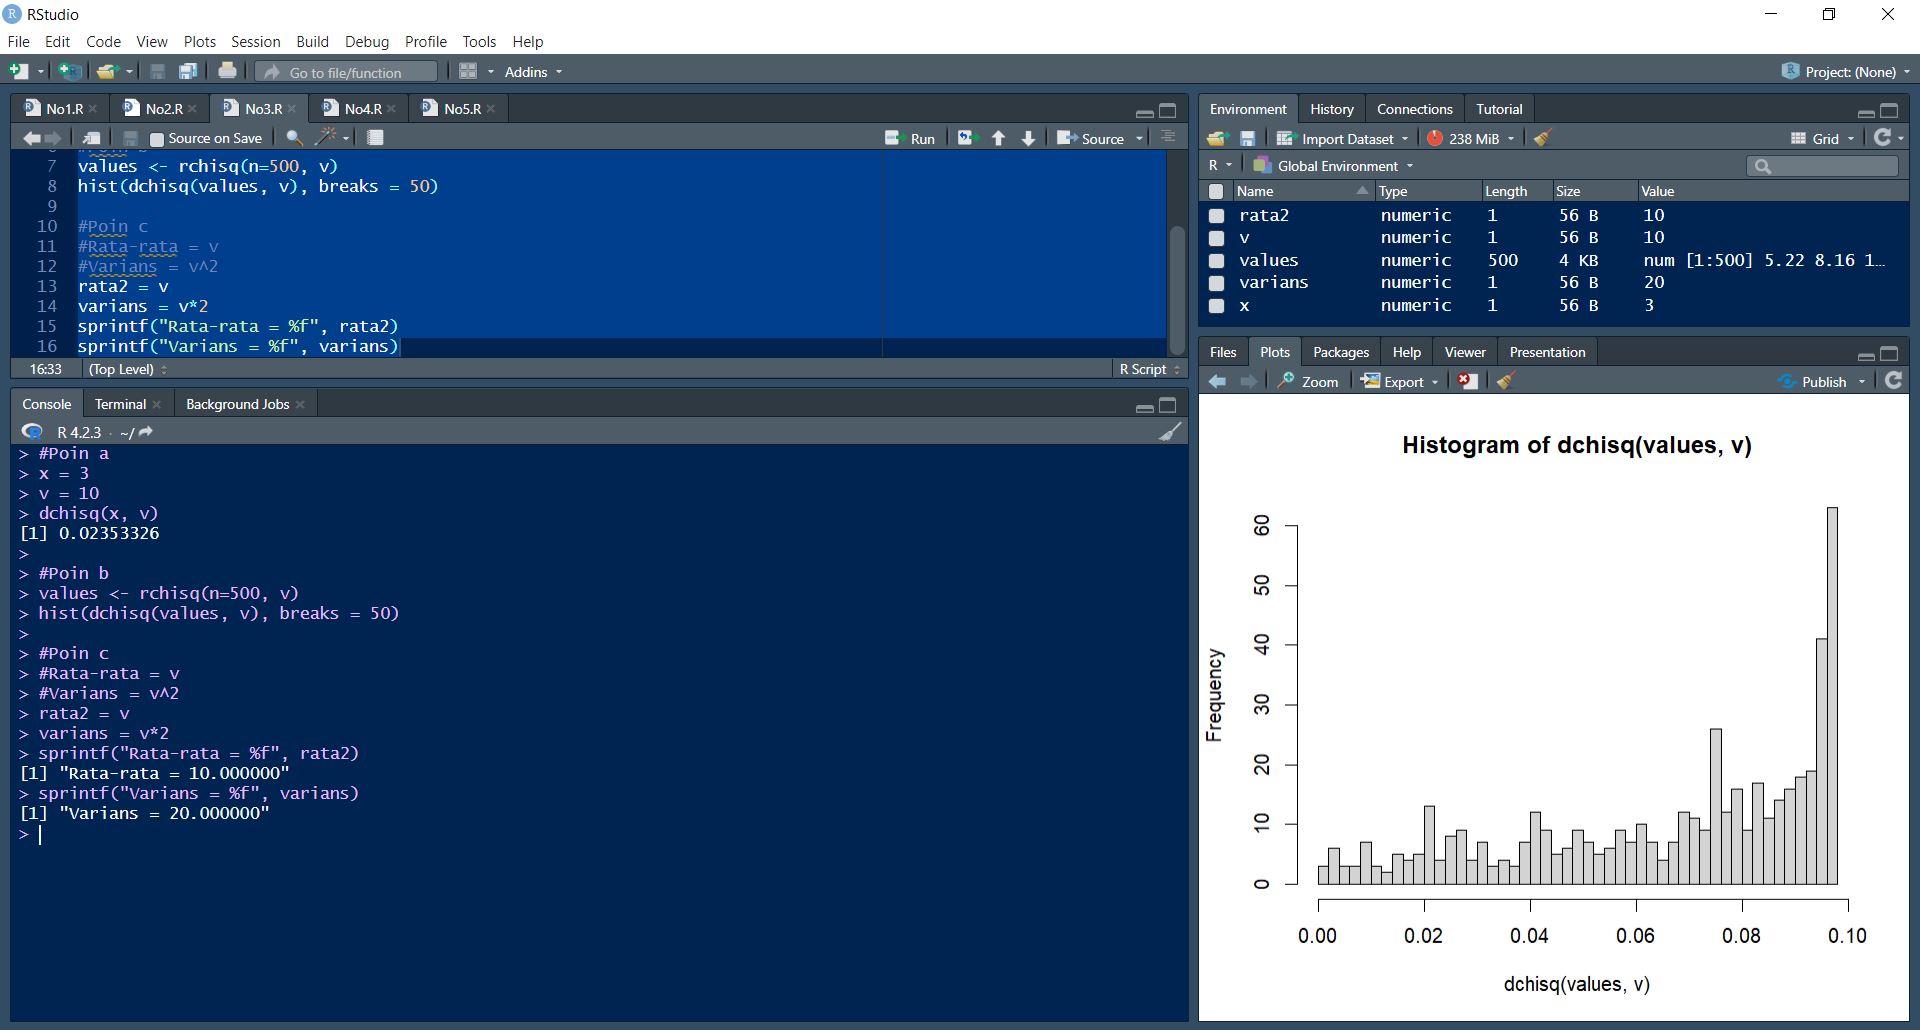 RStudio
File Edit Code View Plots Session Build Debug Profile Tools Help
Go to file/function Addins Project: (None)
No1.R No2.R No3.R No4.R No5.R
Source on Save Run Source
7 values <- rchisq(n=500, v)
8 hist(dchisq(values, v), breaks = 50)
9
10 #Poin c
11 #Rata-rata = v
12 #Varians = v^2
13 rata2 = v
14 varians = v*2
15 sprintf("Rata-rata = %f", rata2)
16 sprintf("Varians = %f", varians)
16:33 (Top Level) R Script
Console Terminal Background Jobs
R 4.2.3 · ~/
> #Poin a
> x = 3
> v = 10
> dchisq(x, v)
[1] 0.02353326
>
> #Poin b
> values <- rchisq(n=500, v)
> hist(dchisq(values, v), breaks = 50)
>
> #Poin c
> #Rata-rata = v
> #Varians = v^2
> rata2 = v
> varians = v*2
> sprintf("Rata-rata = %f", rata2)
[1] "Rata-rata = 10.000000"
> sprintf("Varians = %f", varians)
[1] "Varians = 20.000000"
>
Environment History Connections Tutorial
Import Dataset 238 MiB Grid
R Global Environment
Name Type Length Size Value
rata2 numeric 1 56 B 10
v numeric 1 56 B 10
values numeric 500 4 KB num [1:500] 5.22 8.16 1...
varians numeric 1 56 B 20
x numeric 1 56 B 3
Files Plots Packages Help Viewer Presentation
Zoom Export Publish
Histogram of dchisq(values, v)
Frequency
60
50
40
30
20
10
0
0.00 0.02 0.04 0.06 0.08 0.10
dchisq(values, v)